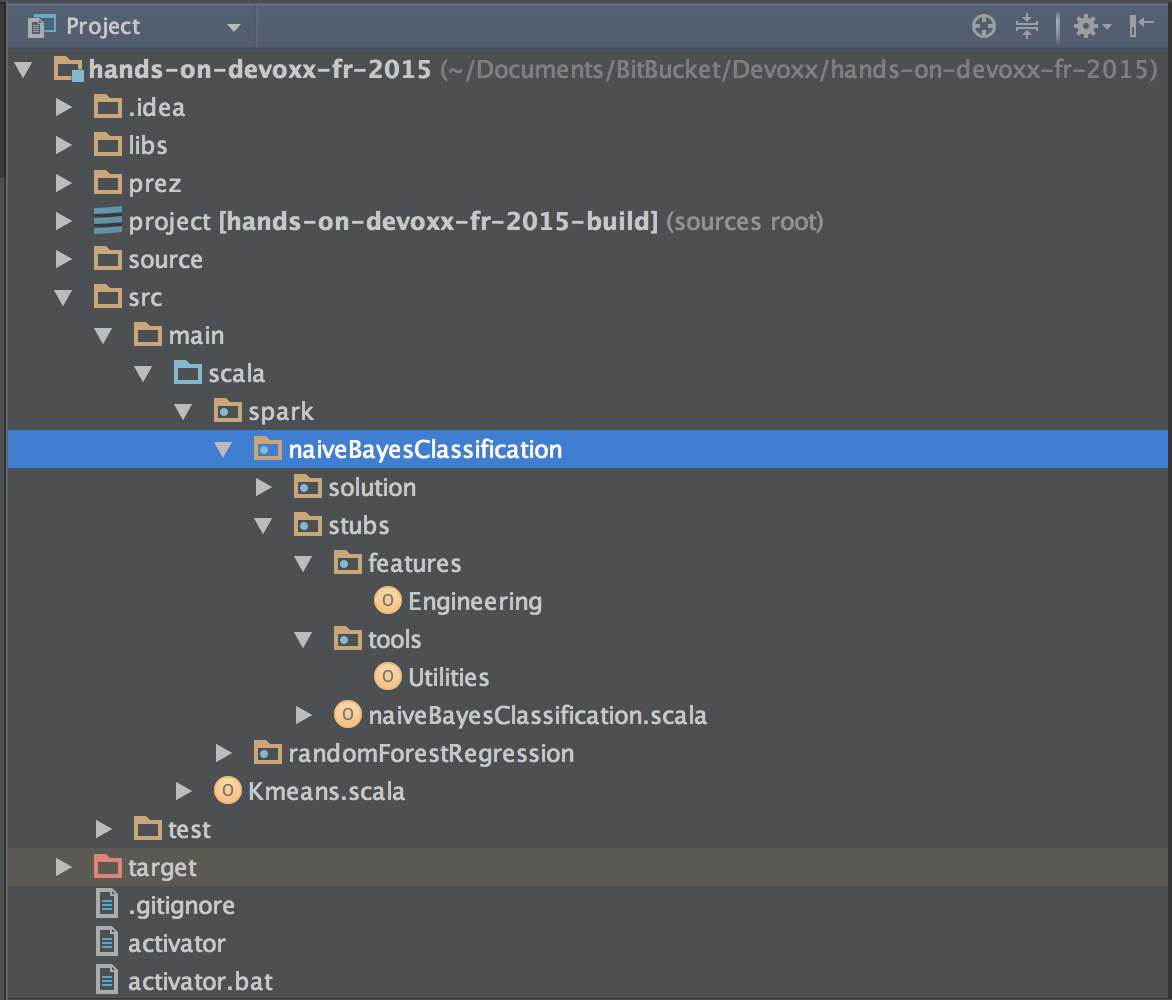 Project
hands-on-devoxx-fr-2015 (~/Documents/BitBucket/Devoxx/hands-on-devoxx-fr-2015)
.idea
libs
prez
project [hands-on-devoxx-fr-2015-build] (sources root)
source
src
main
scala
spark
naiveBayesClassification
solution
stubs
features
O Engineering
tools
O Utilities
O naiveBayesClassification.scala
randomForestRegression
O Kmeans.scala
test
target
.gitignore
activator
activator.bat